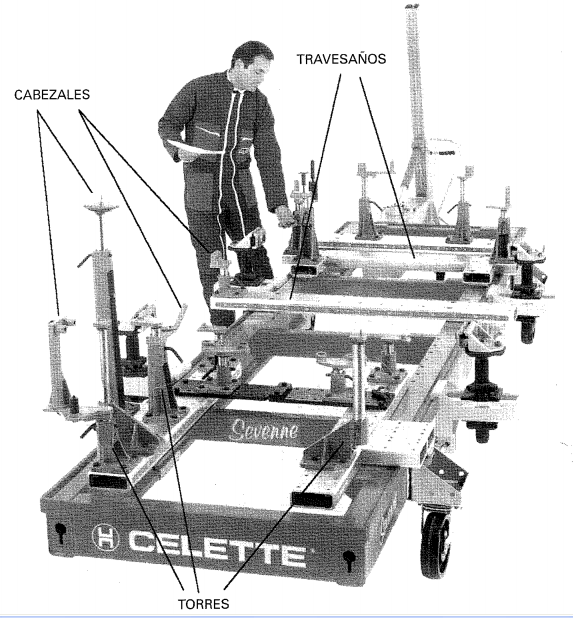 TRAVESAÑOS
CABEZALES
Sevenne
CELETTE
TORRES